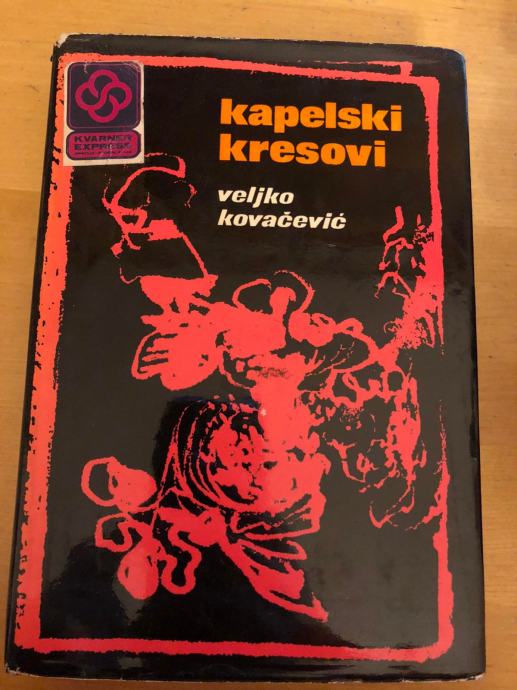 KVARNER
EXPRESS
kapelski
kresovi
veljko
kovačević